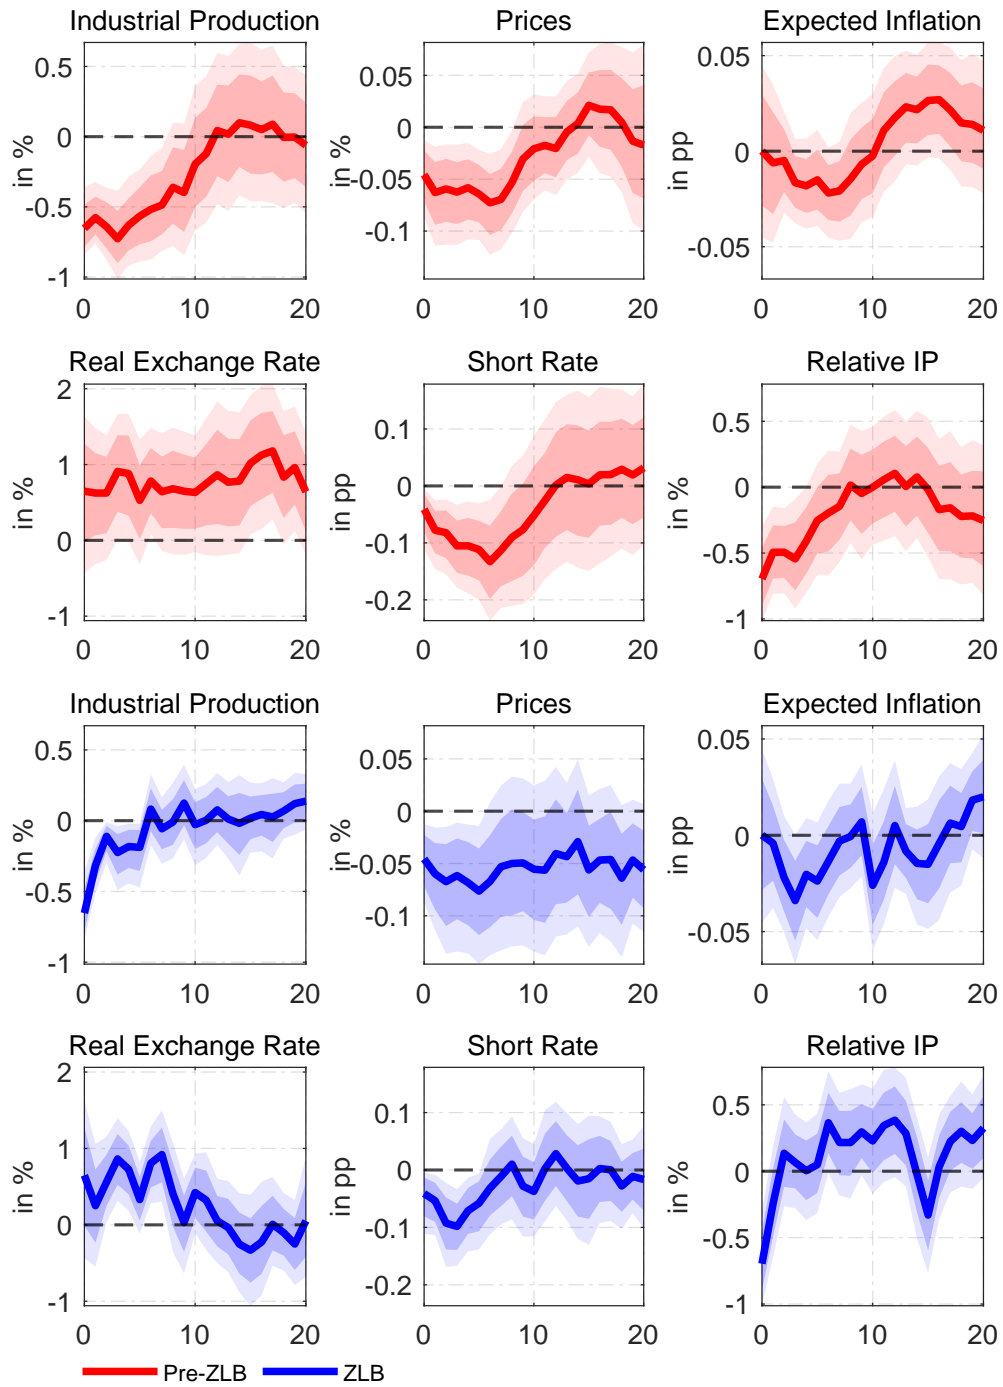 Industrial Production Prices Expected Inflation
0.5 0.05 0.05
0 0 0
-0.5 -0.05 -0.05
-1 -0.1
in % in % in pp
0 10 20 0 10 20 0 10 20
Real Exchange Rate Short Rate Relative IP
2 0.1 0.5
1 0 0
0 -0.1 -0.5
-1 -0.2 -1
in % in pp in %
0 10 20 0 10 20 0 10 20
Industrial Production Prices Expected Inflation
0.5 0.05 0.05
0 0 0
-0.5 -0.05 -0.05
-1 -0.1
in % in % in pp
0 10 20 0 10 20 0 10 20
Real Exchange Rate Short Rate Relative IP
2 0.1 0.5
1 0 0
0 -0.1 -0.5
-1 -0.2 -1
in % in pp in %
0 10 20 0 10 20 0 10 20
Pre-ZLB ZLB